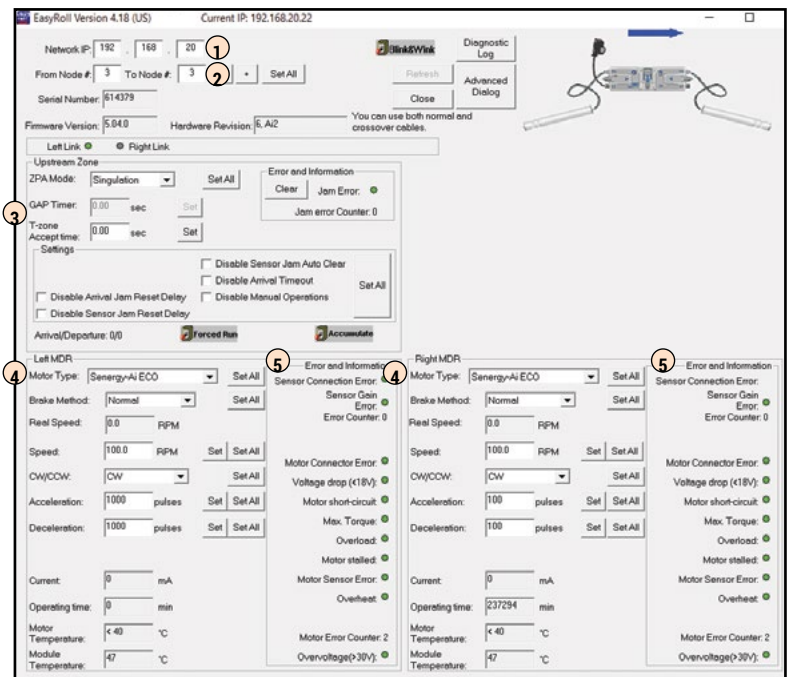 EasyRoll Version 4.18 (US) Current IP: 192.168.20.22
Network IP: 192 . 168 . 20 1
Blink&Wink
Diagnostic Log
From Node #: 3 To Node #: 3 2 + Set All
Refresh
Advanced Dialog
Serial Number: 614379
Close
Firmware Version: 5.04.0 Hardware Revision: 6, Ai2
You can use both normal and crossover cables.
Left Link Right Link
Upstream Zone
ZPA Mode: Singulation Set All
Error and Information
Clear Jam Error:
Jam error Counter: 0
3
GAP Timer: 0.00 sec Set
T-zone Accept time: 0.00 sec Set
Settings
Disable Sensor Jam Auto Clear
Disable Arrival Timeout
Set All
Disable Arrival Jam Reset Delay Disable Manual Operations
Disable Sensor Jam Reset Delay
Arrival/Departure: 0/0 Forced Run Accumulate
4 Left MDR
Motor Type: Senergy-Ai ECO Set All
Brake Method: Normal Set All
Real Speed: 0.0 RPM
Speed: 100.0 RPM Set Set All
CW/CCW: CW Set All
Acceleration: 1000 pulses Set Set All
Deceleration: 1000 pulses Set Set All
Current: 0 mA
Operating time: 0 min
Motor Temperature: < 40 °C
Module Temperature: 47 °C
5 Error and Informatio
Sensor Connection Error:
Sensor Gain Error:
Error Counter: 0
Motor Connector Error:
Voltage drop (<18V):
Motor short-circuit:
Max. Torque:
Overload:
Motor stalled:
Motor Sensor Error:
Overheat:
Motor Error Counter: 2
Overvoltage(>30V):
4 Right MDR
Motor Type: Senergy-Ai ECO Set All
Brake Method: Normal Set All
Real Speed: 0.0 RPM
Speed: 100.0 RPM Set Set All
CW/CCW: CW Set All
Acceleration: 100 pulses Set Set All
Deceleration: 100 pulses Set Set All
Current: 0 mA
Operating time: 237294 min
Motor Temperature: < 40 °C
Module Temperature: 47 °C
5 Error and Information
Sensor Connection Error:
Sensor Gain Error:
Error Counter: 0
Motor Connector Error:
Voltage drop (<18V):
Motor short-circuit:
Max. Torque:
Overload:
Motor stalled:
Motor Sensor Error:
Overheat:
Motor Error Counter: 2
Overvoltage(>30V):